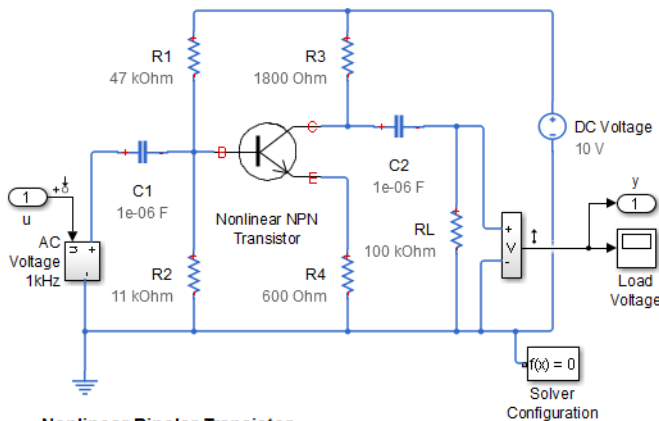 R1
47 kOhm
R3
1800 Ohm
DC Voltage
10 V
C
B
E
+
-
C1
1e-06 F
C2
1e-06 F
Nonlinear NPN
Transistor
1
u
AC
Voltage
1kHz
u
+
-
R2
11 kOhm
R4
600 Ohm
RL
100 kOhm
+
V
-
y
1
Load
Voltage
f(x) = 0
Solver
Configuration